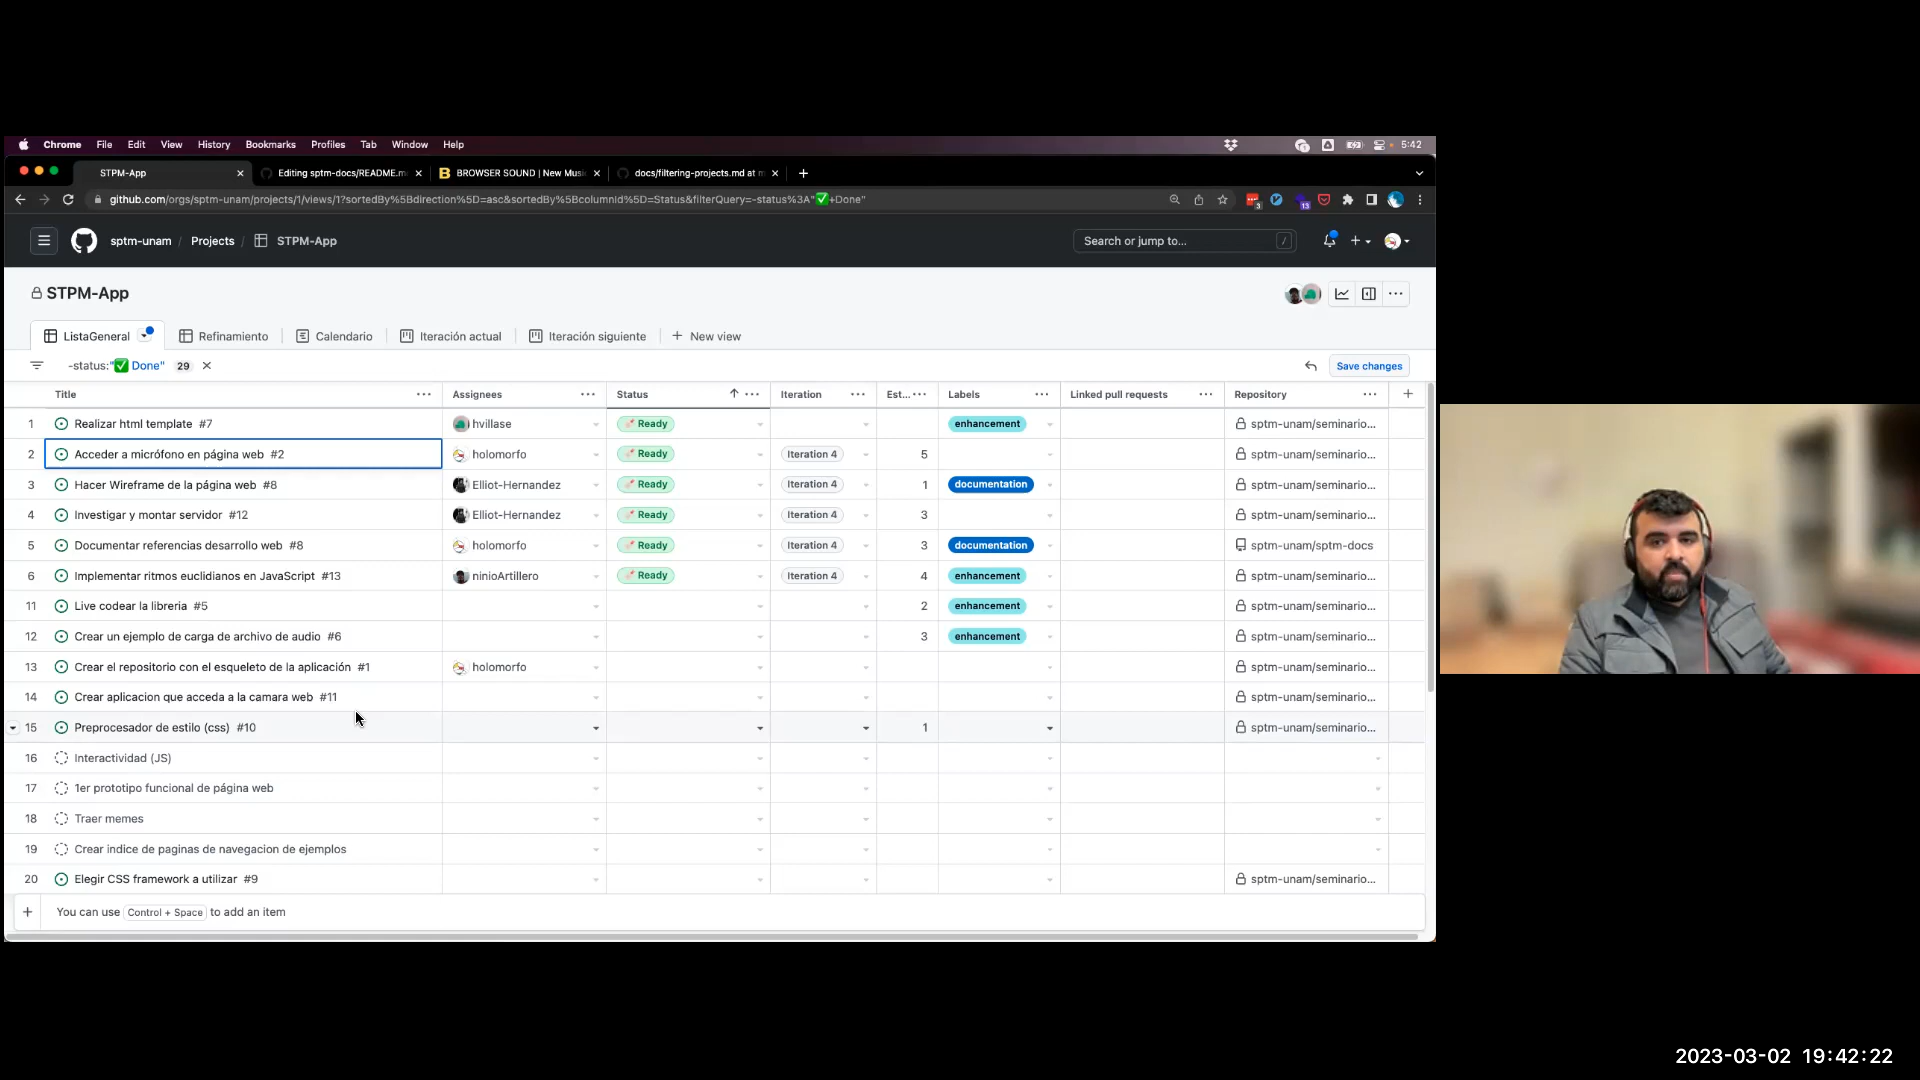 Chrome File Edit View History Bookmarks Profiles Tab Window Help 5:42
STPM-App
Editing sptm-docs/README.m
BROWSER SOUND | New Musi
docs/filtering-projects.md at m
github.com/orgs/sptm-unam/projects/1/views/1?sortedBy%5Bdirection%5D=asc&sortedBy%5BcolumnId%5D=Status&filterQuery=-status%3A"✅+Done"
3
13
sptm-unam / Projects / STPM-App
Search or jump to... /
STPM-App
ListaGeneral Refinamiento Calendario Iteración actual Iteración siguiente + New view
-status:"✅ Done" 29
Save changes
Title Assignees Status Iteration Est... Labels Linked pull requests Repository
1 Realizar html template #7 hvillase Ready enhancement sptm-unam/seminario...
2 Acceder a micrófono en página web #2 holomorfo Ready Iteration 4 5 sptm-unam/seminario...
3 Hacer Wireframe de la página web #8 Elliot-Hernandez Ready Iteration 4 1 documentation sptm-unam/seminario...
4 Investigar y montar servidor #12 Elliot-Hernandez Ready Iteration 4 3 sptm-unam/seminario...
5 Documentar referencias desarrollo web #8 holomorfo Ready Iteration 4 3 documentation sptm-unam/sptm-docs
6 Implementar ritmos euclidianos en JavaScript #13 ninioArtillero Ready Iteration 4 4 enhancement sptm-unam/seminario...
11 Live codear la libreria #5 2 enhancement sptm-unam/seminario...
12 Crear un ejemplo de carga de archivo de audio #6 3 enhancement sptm-unam/seminario...
13 Crear el repositorio con el esqueleto de la aplicación #1 holomorfo sptm-unam/seminario...
14 Crear aplicacion que acceda a la camara web #11 sptm-unam/seminario...
15 Preprocesador de estilo (css) #10 1 sptm-unam/seminario...
16 Interactividad (JS)
17 1er prototipo funcional de página web
18 Traer memes
19 Crear indice de paginas de navegacion de ejemplos
20 Elegir CSS framework a utilizar #9 sptm-unam/seminario...
+ You can use Control + Space to add an item
2023-03-02 19:42:22